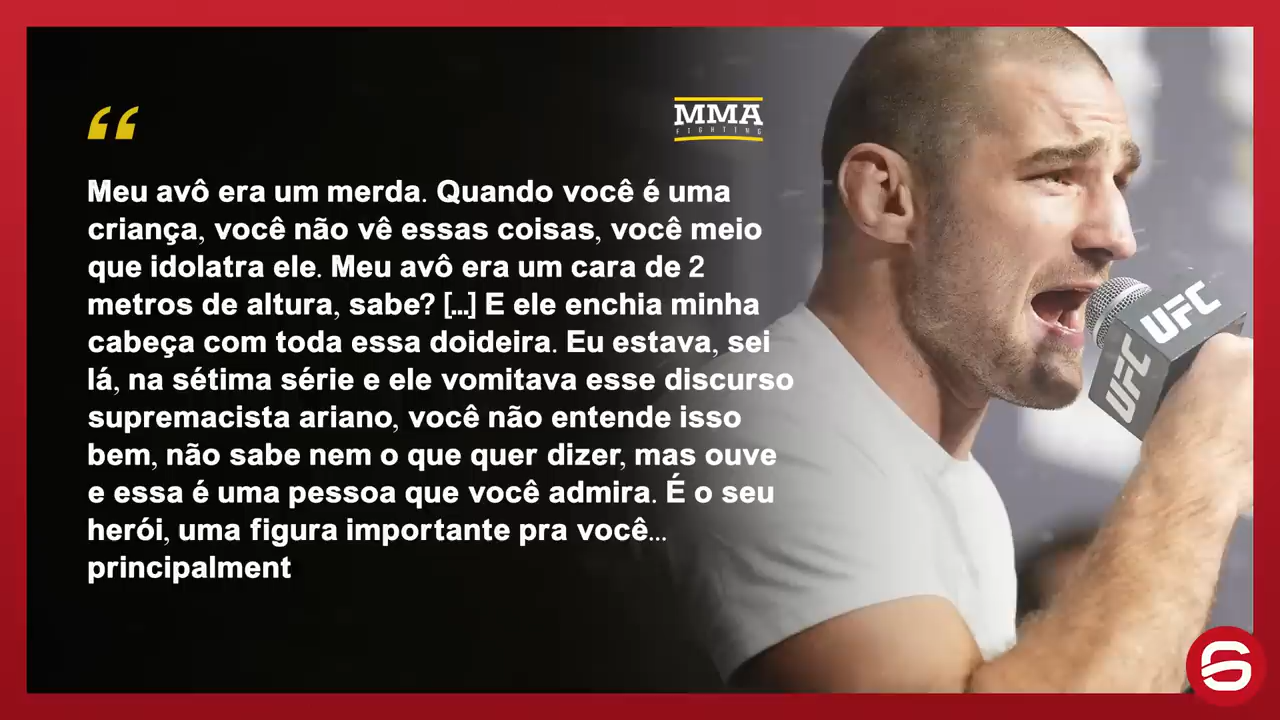 “
MMA
FIGHTING
Meu avô era um merda. Quando você é uma
criança, você não vê essas coisas, você meio
que idolatra ele. Meu avô era um cara de 2
metros de altura, sabe? [...] E ele enchia minha
cabeça com toda essa doideira. Eu estava, sei
lá, na sétima série e ele vomitava esse discurso
supremacista ariano, você não entende isso
bem, não sabe nem o que quer dizer, mas ouve
e essa é uma pessoa que você admira. É o seu
herói, uma figura importante pra você...
principalment
UFC
UFC